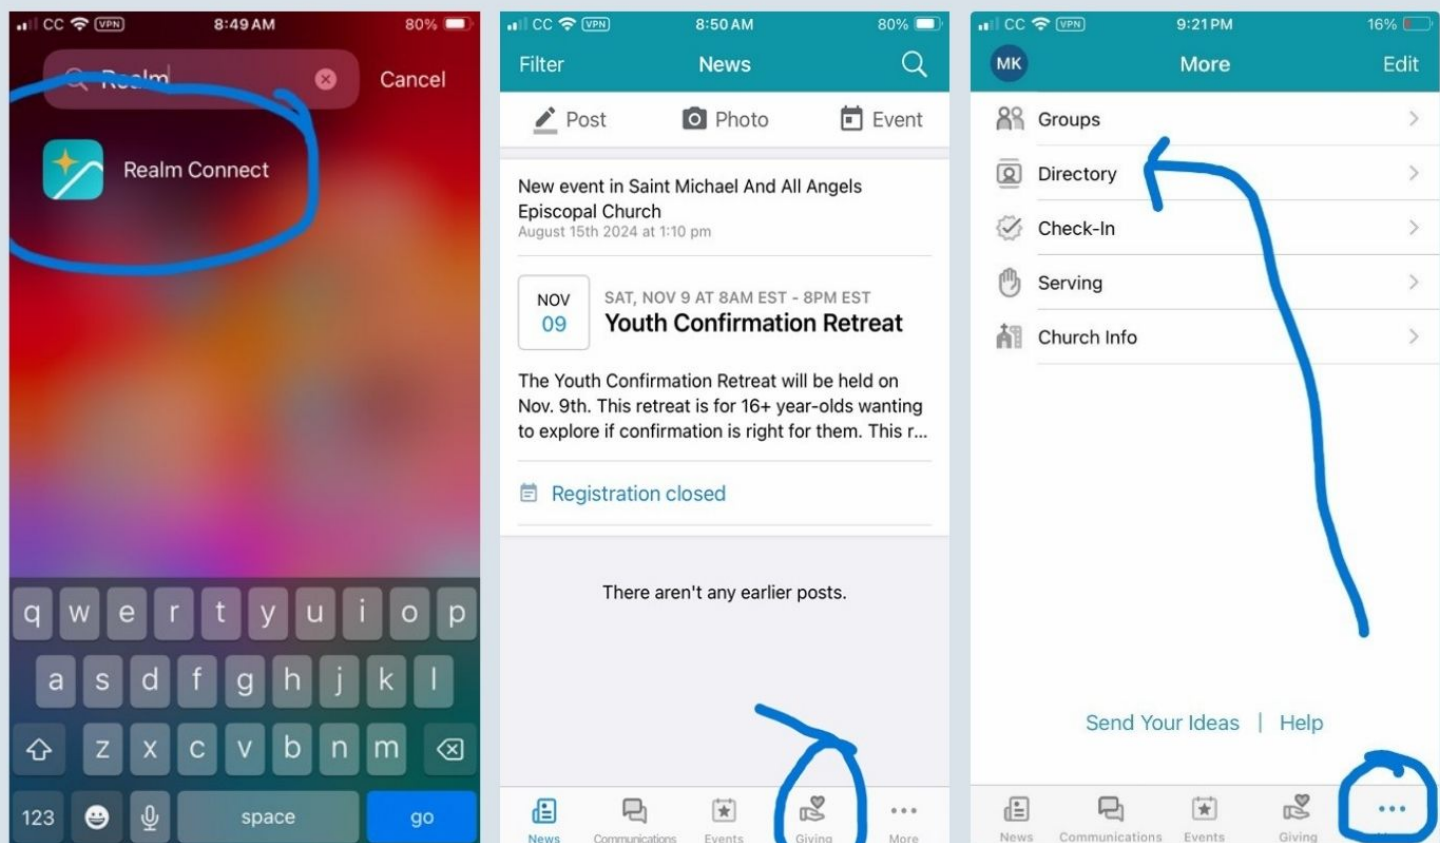 CC VPN 8:49 AM 80%
Realm Cancel
Realm Connect
q w e r t y u i o p
a s d f g h j k l
z x c v b n m
123 space go
CC VPN 8:50 AM 80%
Filter News
Post Photo Event
New event in Saint Michael And All Angels
Episcopal Church
August 15th 2024 at 1:10 pm
NOV
09
SAT, NOV 9 AT 8AM EST - 8PM EST
Youth Confirmation Retreat
The Youth Confirmation Retreat will be held on
Nov. 9th. This retreat is for 16+ year-olds wanting
to explore if confirmation is right for them. This r...
Registration closed
There aren't any earlier posts.
News Communications Events Giving More
CC VPN 9:21 PM 16%
MK More Edit
Groups
Directory
Check-In
Serving
Church Info
Send Your Ideas | Help
News Communications Events Giving